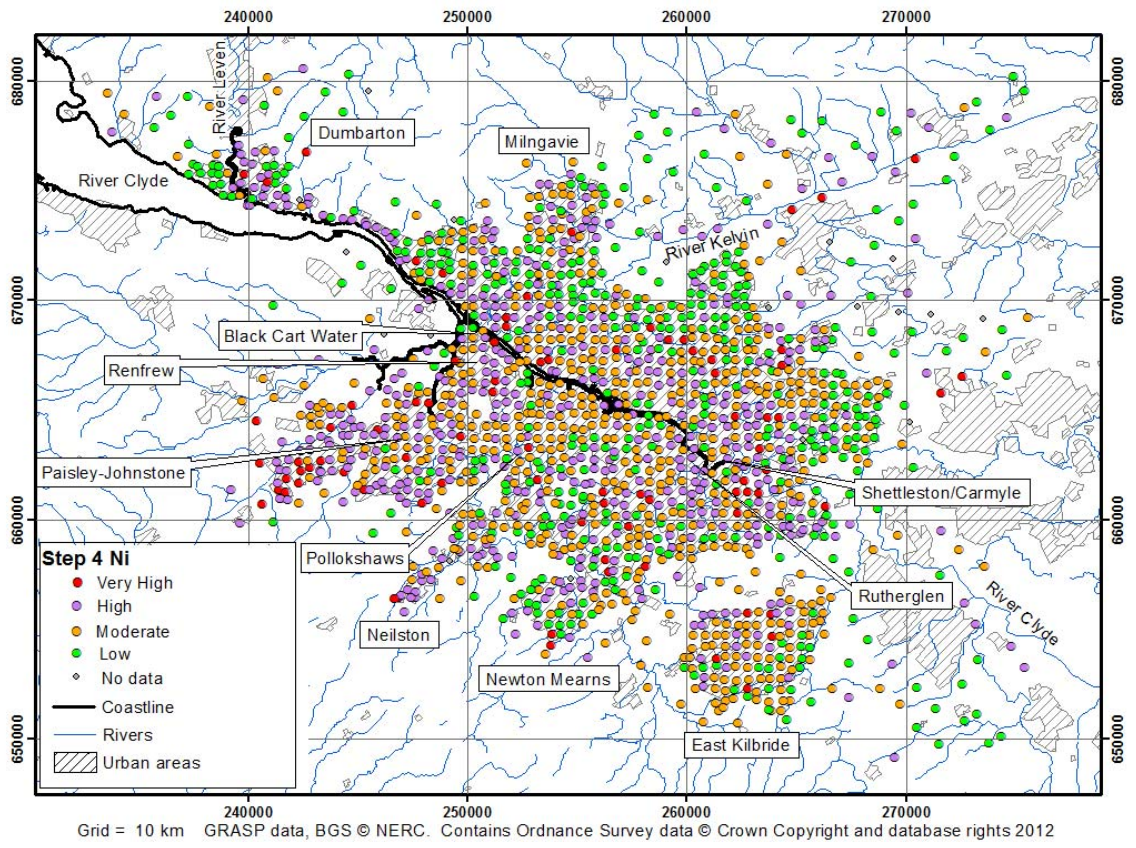 240000 250000 260000 270000
680000 680000
River Leven
Dumbarton
Milngavie
River Clyde
River Kelvin
670000 670000
Black Cart Water
Renfrew
Paisley-Johnstone
Shettleston/Carmyle
660000 660000
Pollokshaws
Rutherglen
River Clyde
Neilston
Newton Mearns
East Kilbride
650000 650000
Step 4 Ni
Very High
High
Moderate
Low
No data
Coastline
Rivers
Urban areas
240000 250000 260000 270000
Grid = 10 km GRASP data, BGS © NERC. Contains Ordnance Survey data © Crown Copyright and database rights 2012